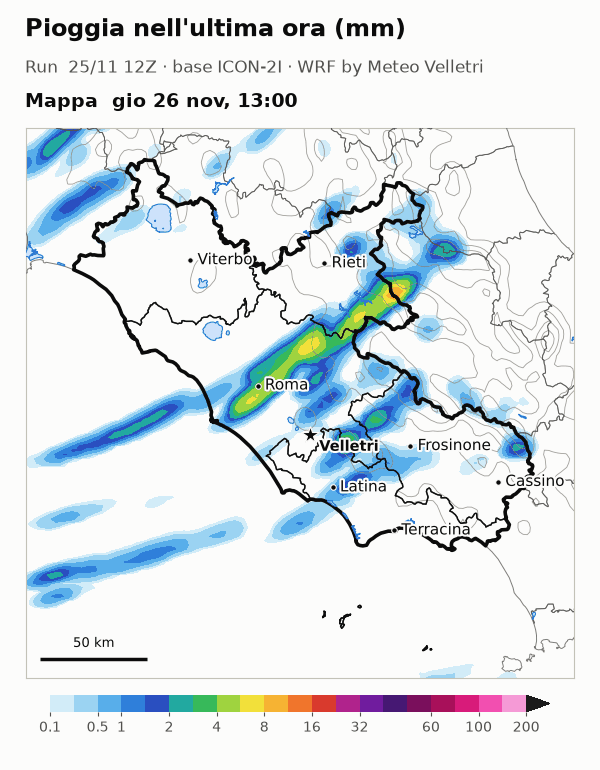 Pioggia nell'ultima ora (mm)
Run  25/11 12Z · base ICON-2I · WRF by Meteo Velletri
Mappa  gio 26 nov, 13:00
Viterbo
Rieti
Roma
Velletri
Frosinone
Latina
Cassino
Terracina
50 km
0.1 0.5 1 2 4 8 16 32 60 100 200